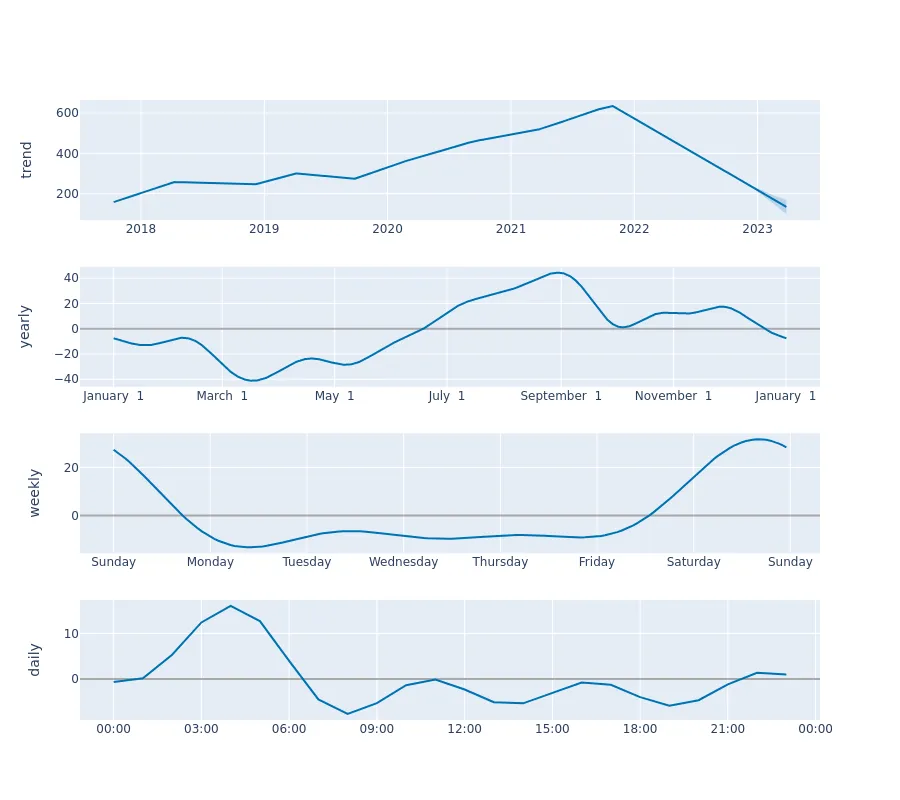 trend
600
400
200
2018 2019 2020 2021 2022 2023
yearly
40
20
0
−20
−40
January 1 March 1 May 1 July 1 September 1 November 1 January 1
weekly
20
0
Sunday Monday Tuesday Wednesday Thursday Friday Saturday Sunday
daily
10
0
00:00 03:00 06:00 09:00 12:00 15:00 18:00 21:00 00:00